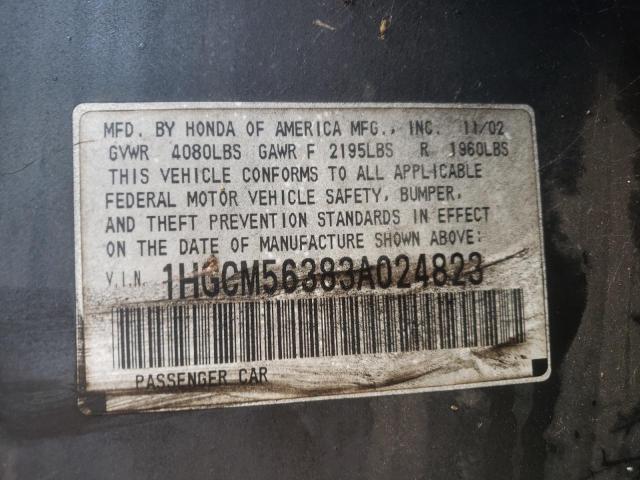 MFD. BY HONDA OF AMERICA MFG., INC. 11/02
GVWR 4080LBS GAWR F 2195LBS R 1960LBS
THIS VEHICLE CONFORMS TO ALL APPLICABLE
FEDERAL MOTOR VEHICLE SAFETY, BUMPER,
AND THEFT PREVENTION STANDARDS IN EFFECT
ON THE DATE OF MANUFACTURE SHOWN ABOVE:
V.I.N. 1HGCM56383A024823
PASSENGER CAR